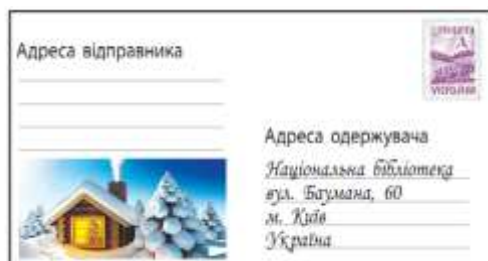 Адреса відправника
Адреса одержувача
Національна бібліотека
вул. Баумана, 60
м. Київ
Україна